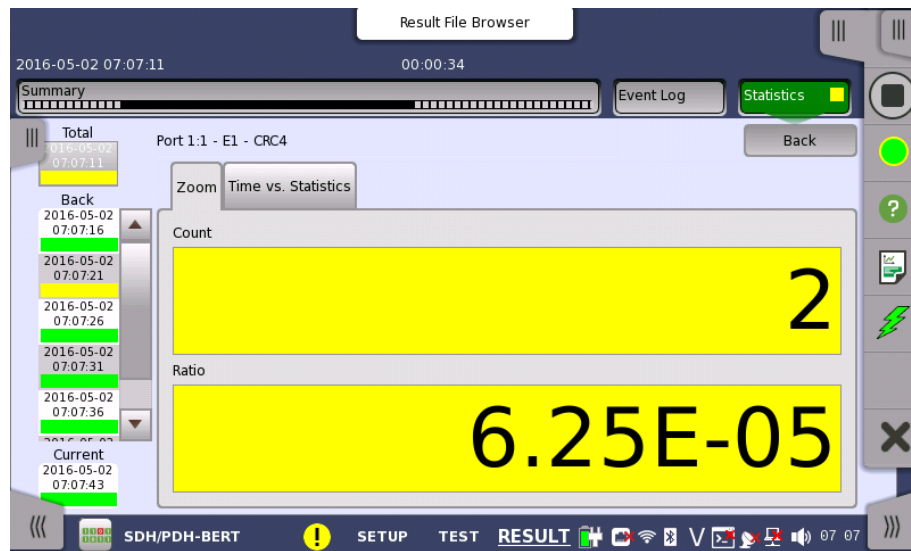 Result File Browser
2016-05-02 07:07:11
00:00:34
Summary
Event Log
Statistics
Total
2016-05-02
07:07:11
Port 1:1 - E1 - CRC4
Back
Zoom
Time vs. Statistics
Back
2016-05-02
07:07:16
2016-05-02
07:07:21
2016-05-02
07:07:26
2016-05-02
07:07:31
2016-05-02
07:07:36
Count
2
Ratio
6.25E-05
Current
2016-05-02
07:07:43
SDH/PDH-BERT
SETUP
TEST
RESULT
V
07 07